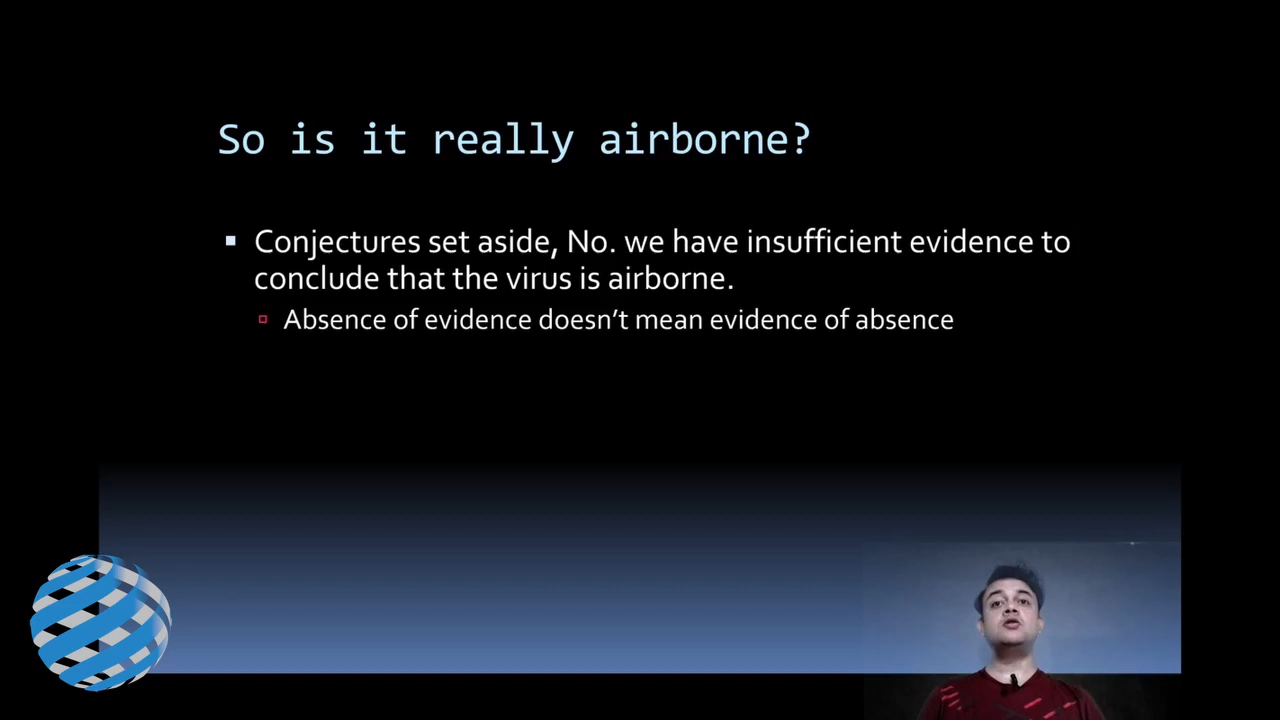 So is it really airborne?
Conjectures set aside, No. we have insufficient evidence to
conclude that the virus is airborne.
Absence of evidence doesn’t mean evidence of absence